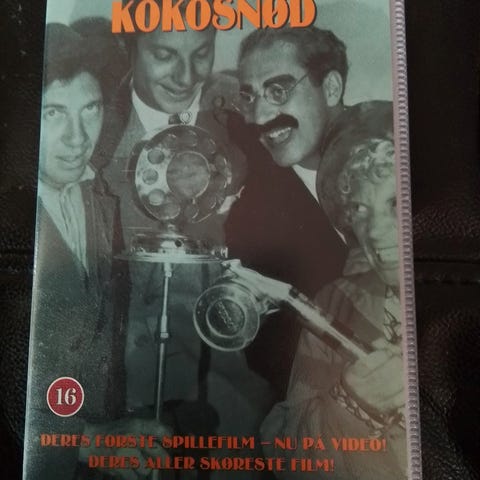 KOKOSNØD
16
DERES FØRSTE SPILLEFILM – NU PÅ VIDEO!
DERES ALLER SKØRESTE FILM!